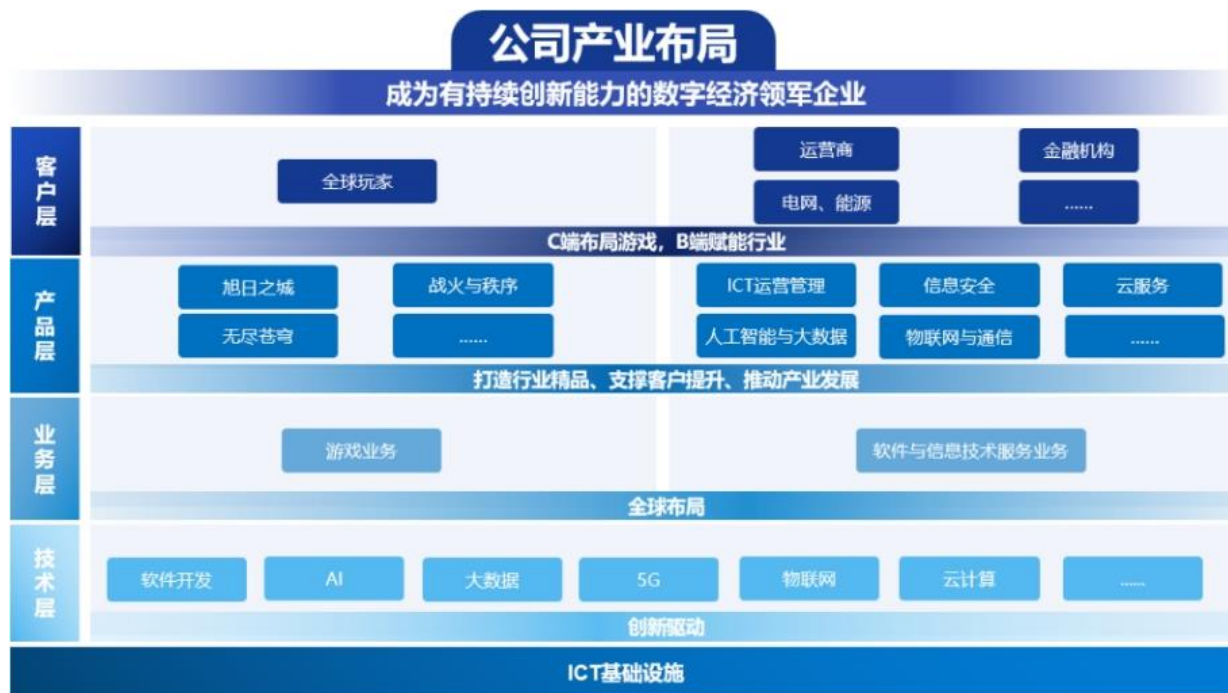 公司产业布局
成为有持续创新能力的数字经济领军企业
客户层
全球玩家
运营商
金融机构
电网、能源
......
C端布局游戏，B端赋能行业
产品层
旭日之城
战火与秩序
ICT运营管理
信息安全
云服务
无尽苍穹
......
人工智能与大数据
物联网与通信
......
打造行业精品、支撑客户提升、推动产业发展
业务层
游戏业务
软件与信息技术服务业务
全球布局
技术层
软件开发
AI
大数据
5G
物联网
云计算
......
创新驱动
ICT基础设施